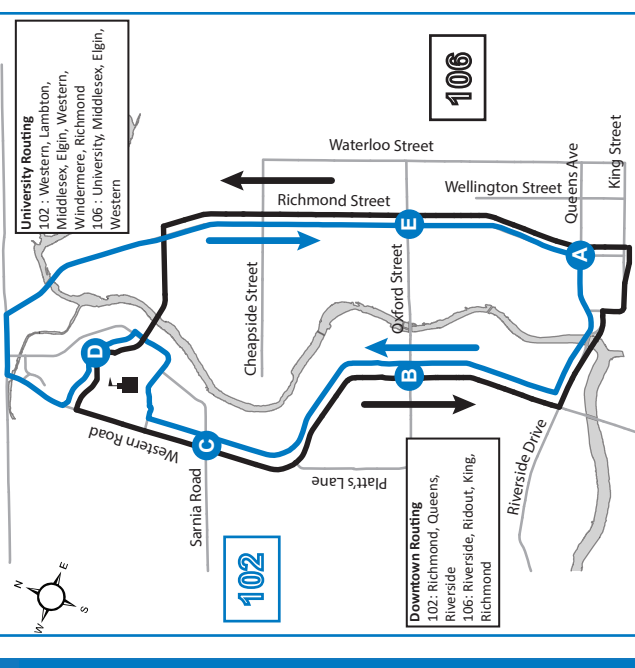 University Routing
102 : Western, Lambton,
Middlesex, Elgin, Western,
Windermere, Richmond
106 : University, Middlesex, Elgin,
Western
106
Waterloo Street
Richmond Street
Wellington Street
Queens Ave
King Street
Cheapside Street
Oxford Street
A
B
C
D
E
Western Road
Sarnia Road
Platt's Lane
Riverside Drive
102
Downtown Routing
102: Richmond, Queens,
Riverside
106: Riverside, Ridout, King,
Richmond
N
E
S
W